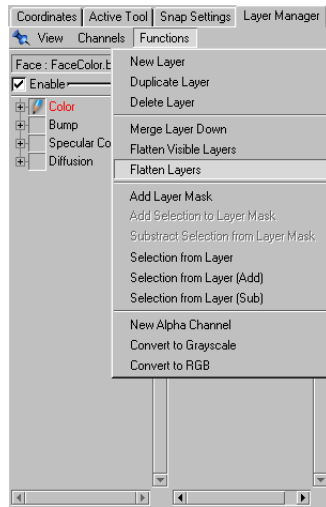 Coordinates Active Tool Snap Settings Layer Manager
View Channels Functions
Face : FaceColor.b
Enable
Color
Bump
Specular Co
Diffusion
New Layer
Duplicate Layer
Delete Layer
Merge Layer Down
Flatten Visible Layers
Flatten Layers
Add Layer Mask
Add Selection to Layer Mask
Substract Selection from Layer Mask
Selection from Layer
Selection from Layer (Add)
Selection from Layer (Sub)
New Alpha Channel
Convert to Grayscale
Convert to RGB